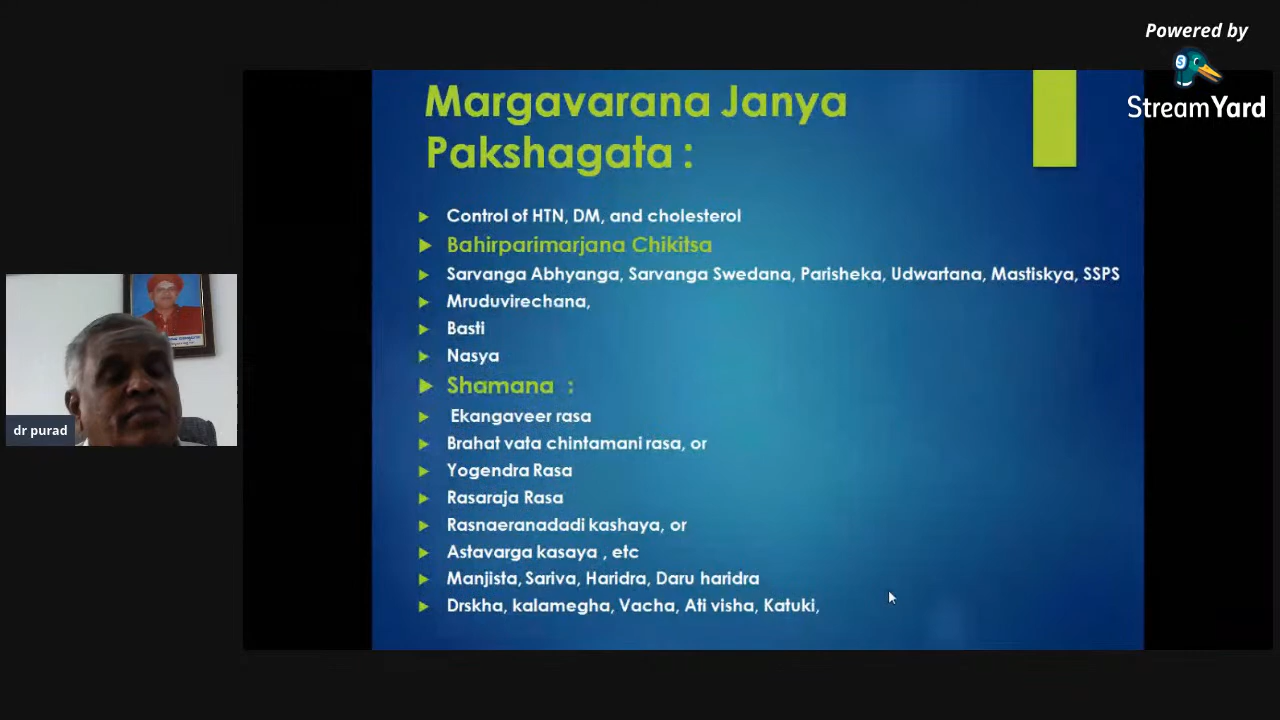 Powered by
StreamYard
Margavarana Janya
Pakshagata :
Control of HTN, DM, and cholesterol
Bahirparimarjana Chikitsa
Sarvanga Abhyanga, Sarvanga Swedana, Parisheka, Udwartana, Mastiskya, SSPS
Mruduvirechana,
Basti
Nasya
Shamana :
Ekangaveer rasa
Brahat vata chintamani rasa, or
Yogendra Rasa
Rasaraja Rasa
Rasnaeranadadi kashaya, or
Astavarga kasaya , etc
Manjista, Sariva, Haridra, Daru haridra
Drskha, kalamegha, Vacha, Ati visha, Katuki,
dr purad